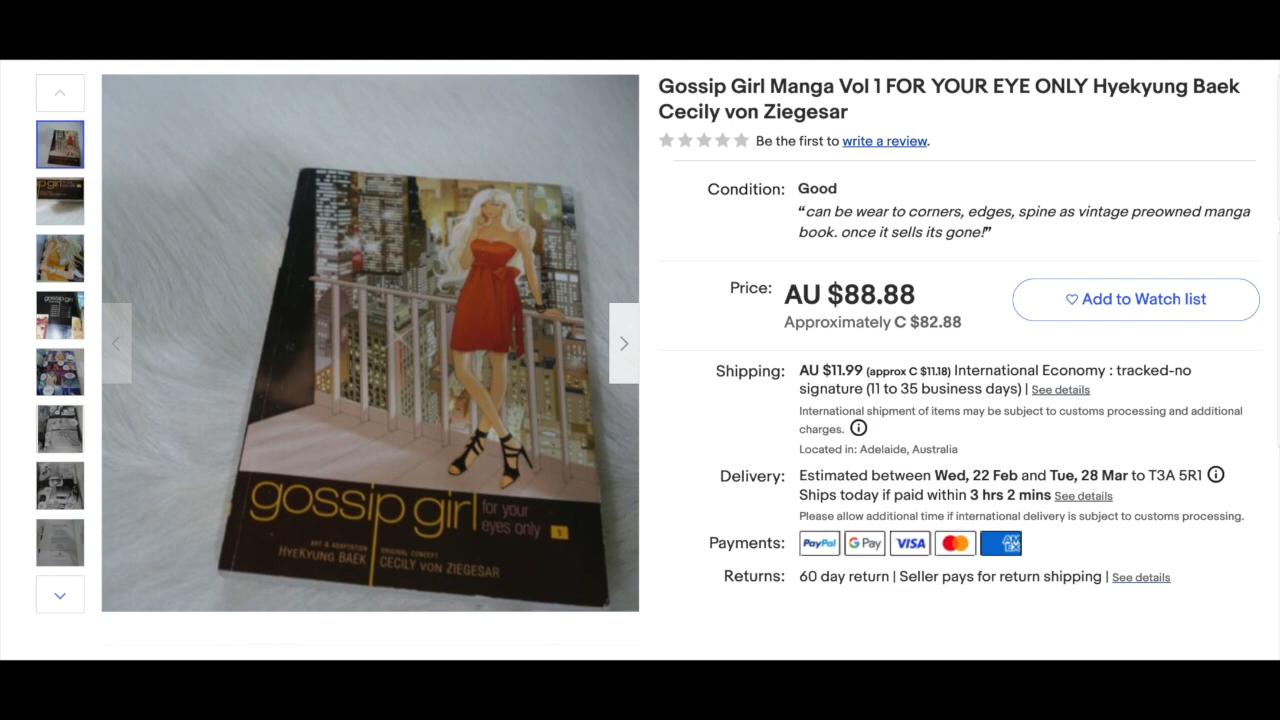 Gossip Girl Manga Vol 1 FOR YOUR EYE ONLY Hyekyung Baek
Cecily von Ziegesar
Be the first to write a review.
Condition: Good
“can be wear to corners, edges, spine as vintage preowned manga
book. once it sells its gone!”
Price: AU $88.88
Approximately C $82.88
Add to Watch list
Shipping: AU $11.99 (approx C $11.18) International Economy : tracked-no
signature (11 to 35 business days) | See details
International shipment of items may be subject to customs processing and additional
charges.
Located in: Adelaide, Australia
Delivery: Estimated between Wed, 22 Feb and Tue, 28 Mar to T3A 5R1
Ships today if paid within 3 hrs 2 mins See details
Please allow additional time if international delivery is subject to customs processing.
Payments: PayPal G Pay VISA AM EX
Returns: 60 day return | Seller pays for return shipping | See details
gossip girl
for your
eyes only 1
ART & ADAPTATION
HYEKYUNG BAEK
ORIGINAL CONCEPT
CECILY VON ZIEGESAR